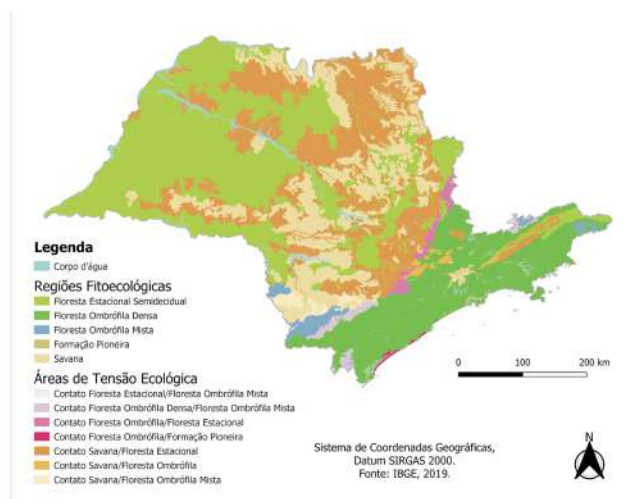 Legenda
Corpo d'água
Regiões Fitoecológicas
Floresta Estacional Semidecidual
Floresta Ombrófila Densa
Floresta Ombrófila Mista
Formação Pioneira
Savana
Áreas de Tensão Ecológica
Contato Floresta Estacional/Floresta Ombrófila Mista
Contato Floresta Ombrófila Densa/Floresta Ombrófila Mista
Contato Floresta Ombrófila/Floresta Estacional
Contato Floresta Ombrófila/Formação Pioneira
Contato Savana/Floresta Estacional
Contato Savana/Floresta Ombrófila
Contato Savana/Floresta Ombrófila Mista
0 100 200 km
Sistema de Coordenadas Geográficas,
Datum SIRGAS 2000.
Fonte: IBGE, 2019.
N